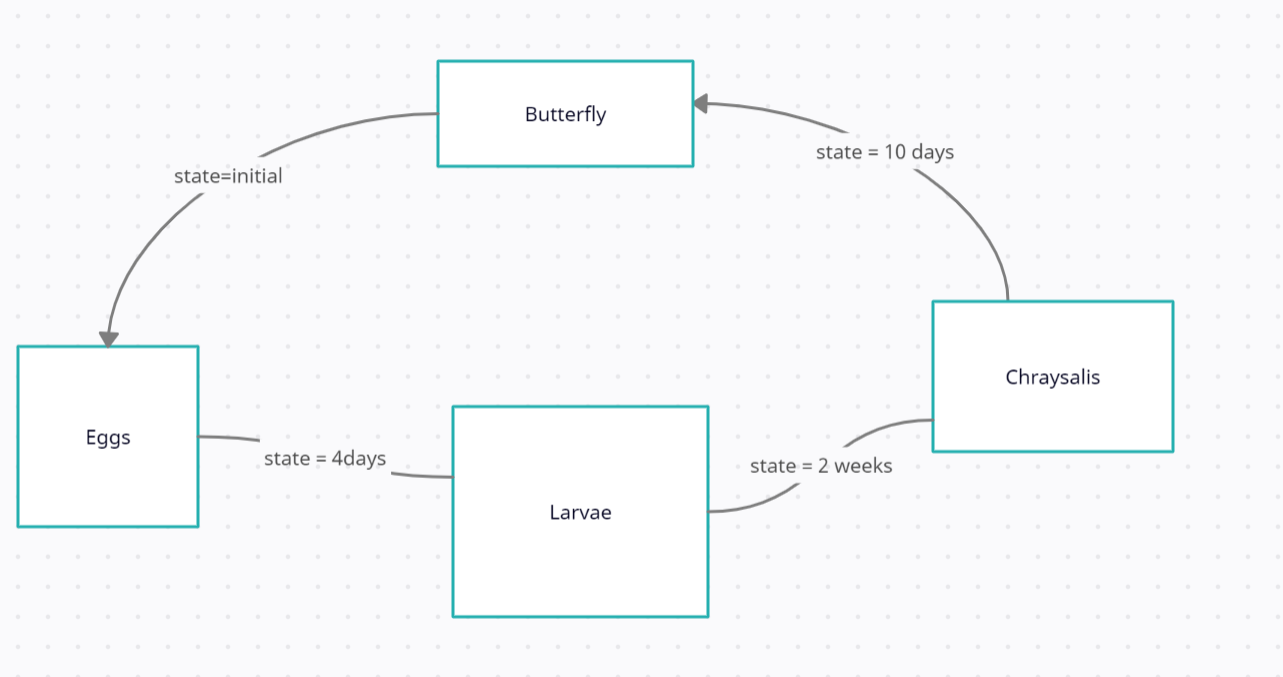 Butterfly
state = 10 days
state=initial
Chraysalis
Eggs
state = 4days
state = 2 weeks
Larvae